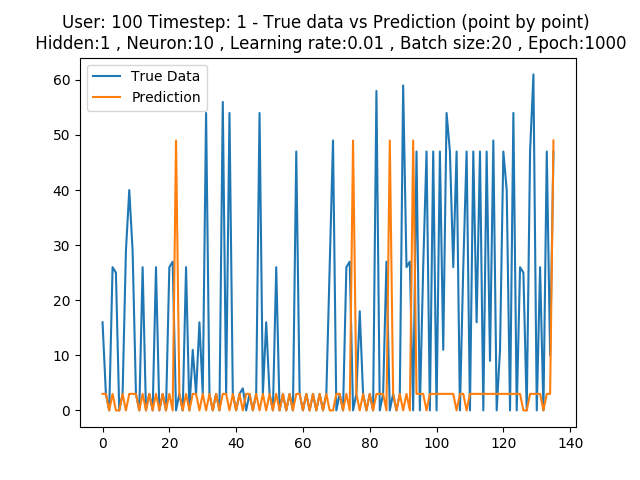 User: 100 Timestep: 1 - True data vs Prediction (point by point)
Hidden:1 , Neuron:10 , Learning rate:0.01 , Batch size:20 , Epoch:1000
True Data
Prediction
60
50
40
30
20
10
0
0 20 40 60 80 100 120 140